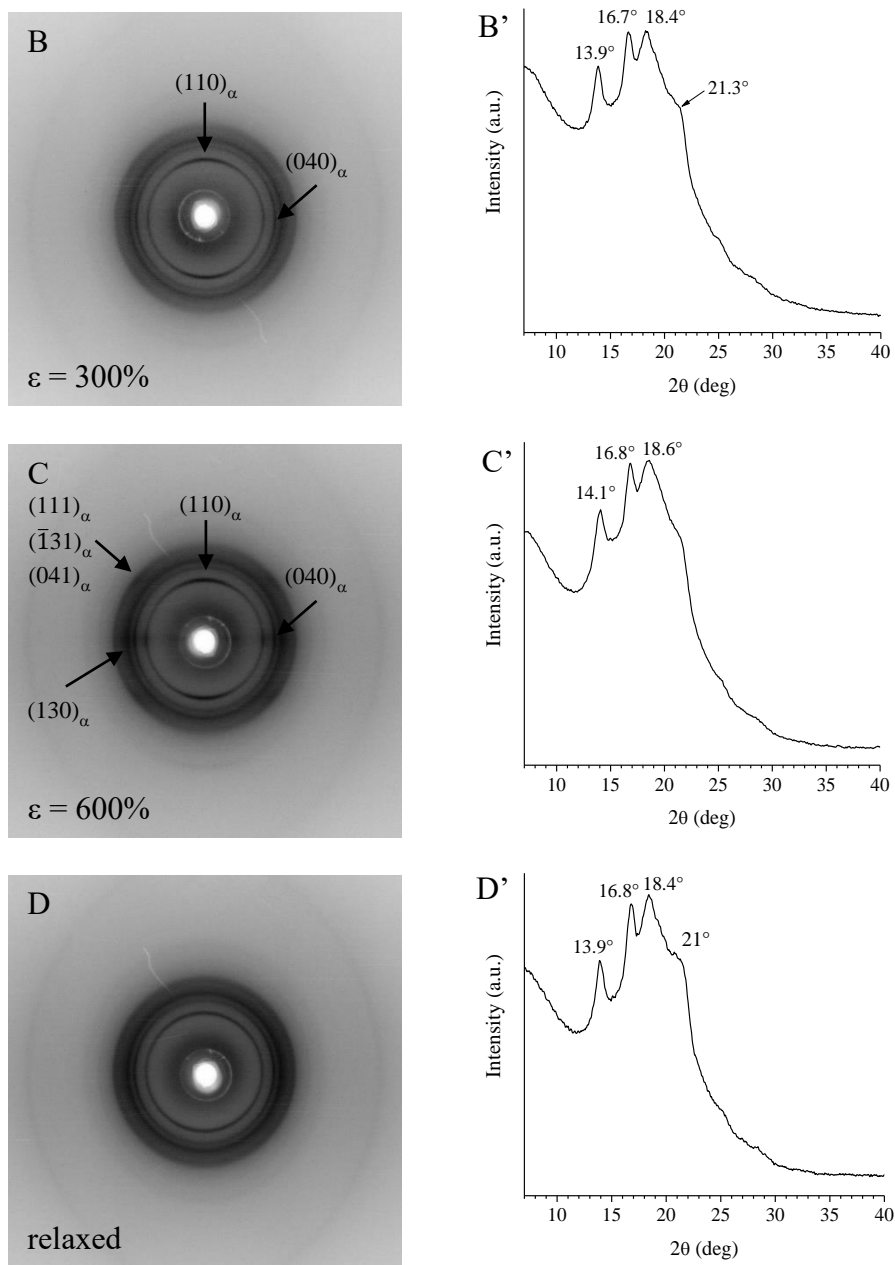 B
(110)α
(040)α
ε = 300%
B’
16.7° 18.4°
13.9°
21.3°
Intensity (a.u.)
10 15 20 25 30 35 40
2θ (deg)
C
(111)α
(1̅31)α
(041)α
(110)α
(040)α
(130)α
ε = 600%
C’
16.8° 18.6°
14.1°
Intensity (a.u.)
10 15 20 25 30 35 40
2θ (deg)
D
relaxed
D’
16.8° 18.4°
13.9°
21°
Intensity (a.u.)
10 15 20 25 30 35 40
2θ (deg)